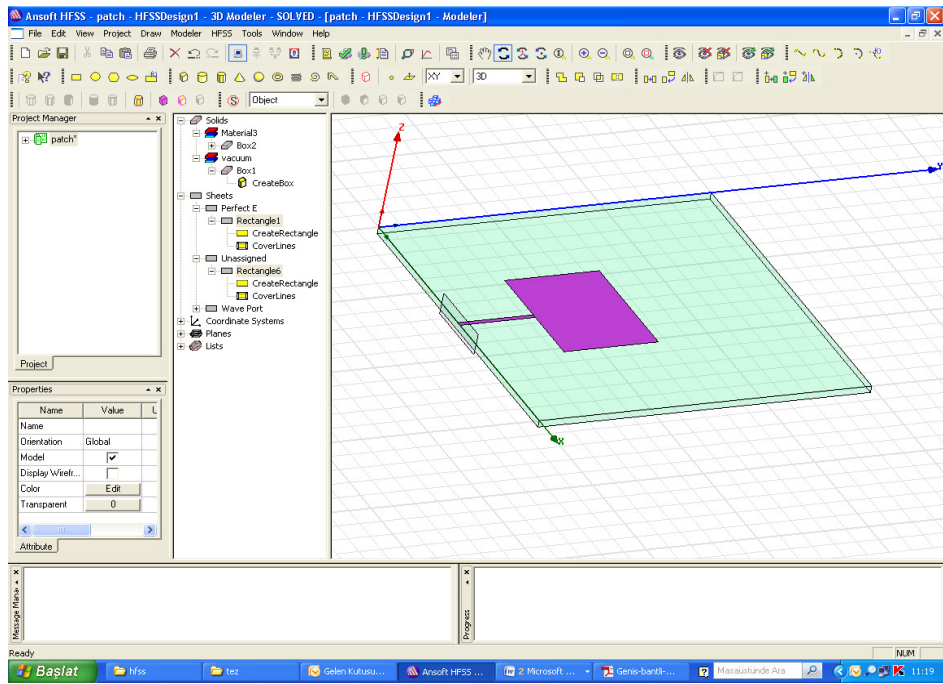 Ansoft HFSS - patch - HFSSDesign1 - 3D Modeler - SOLVED - [patch - HFSSDesign1 - Modeler]
File Edit View Project Draw Modeler HFSS Tools Window Help
XY 3D
Object
Project Manager
patch*
Project
Properties
Name Value L
Name
Orientation Global
Model
Display Wirefr...
Color Edit
Transparent 0
Attribute
Solids
Material3
Box2
vacuum
Box1
CreateBox
Sheets
Perfect E
Rectangle1
CreateRectangle
CoverLines
Unassigned
Rectangle6
CreateRectangle
CoverLines
Wave Port
Coordinate Systems
Planes
Lists
Z
Y
X
Message Mana
Progress
Ready NUM
Başlat hfss tez Gelen Kutusu... Ansoft HFSS ... 2 Microsoft ... Genis-bantli-... Masaüstünde Ara 11:19